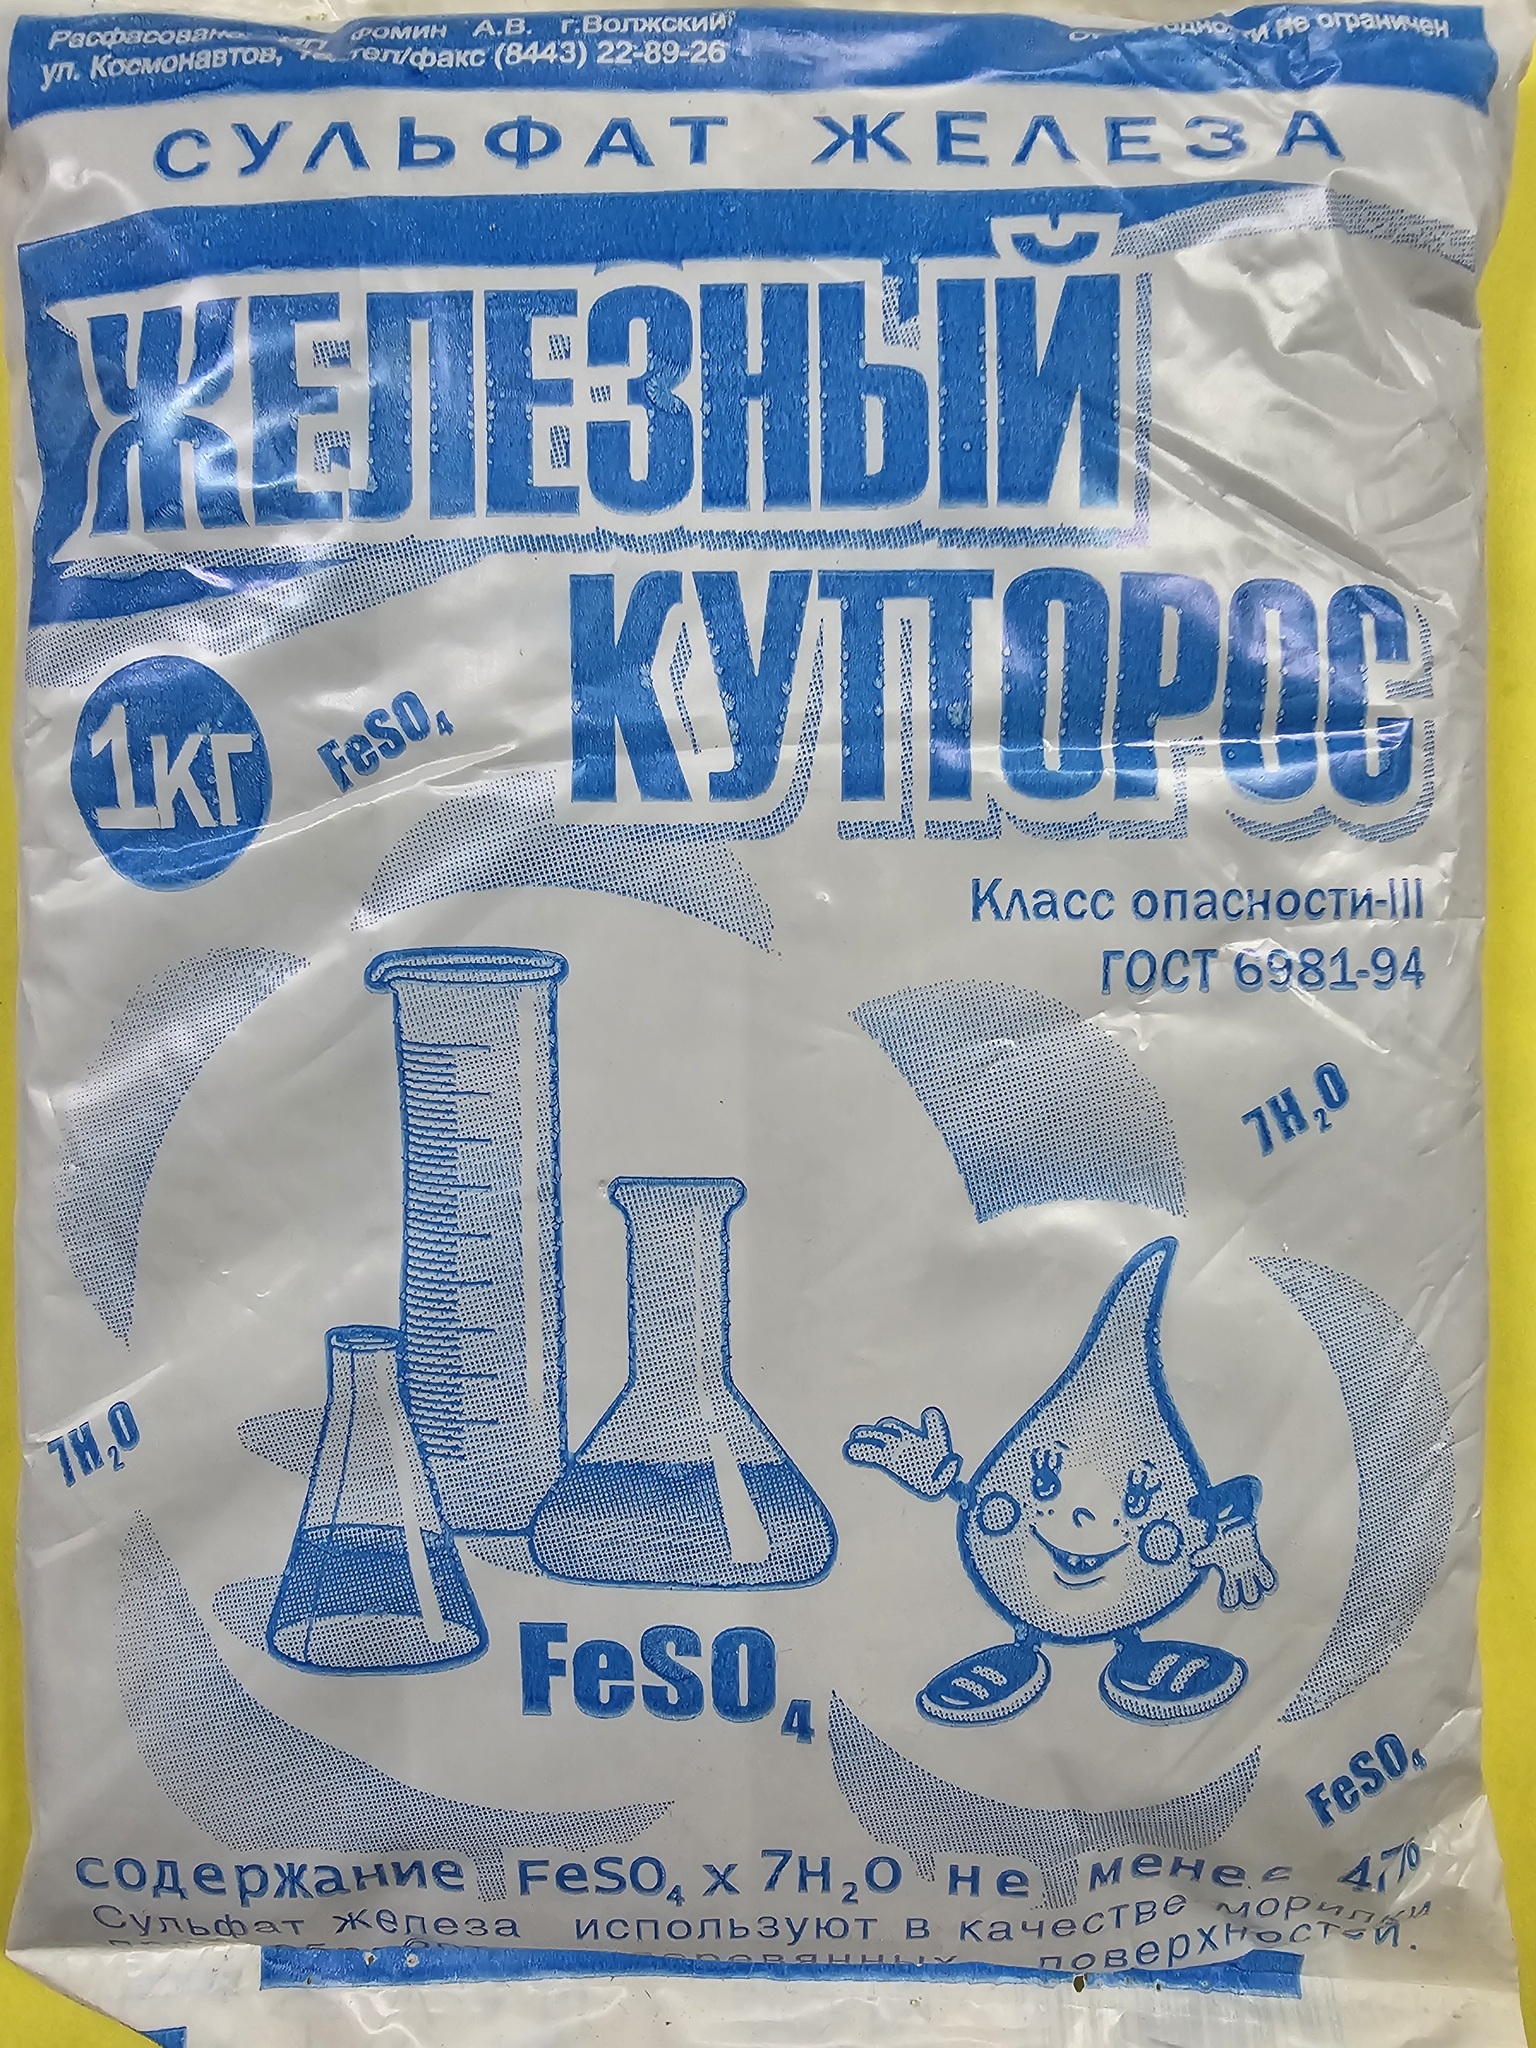 Расфасовано ИП Фомин А.В. г.Волжский
ул. Космонавтов, тел/факс (8443) 22-89-26
не ограничен
СУЛЬФАТ ЖЕЛЕЗА
ЖЕЛЕЗНЫЙ
КУПОРОС
1КГ
FeSO₄
Класс опасности-III
ГОСТ 6981-94
7H₂O
7H₂O
FeSO₄
FeSO₄
содержание FeSO₄ x 7H₂O не менее 47%
Сульфат железа используют в качестве морилки
поверхностей.